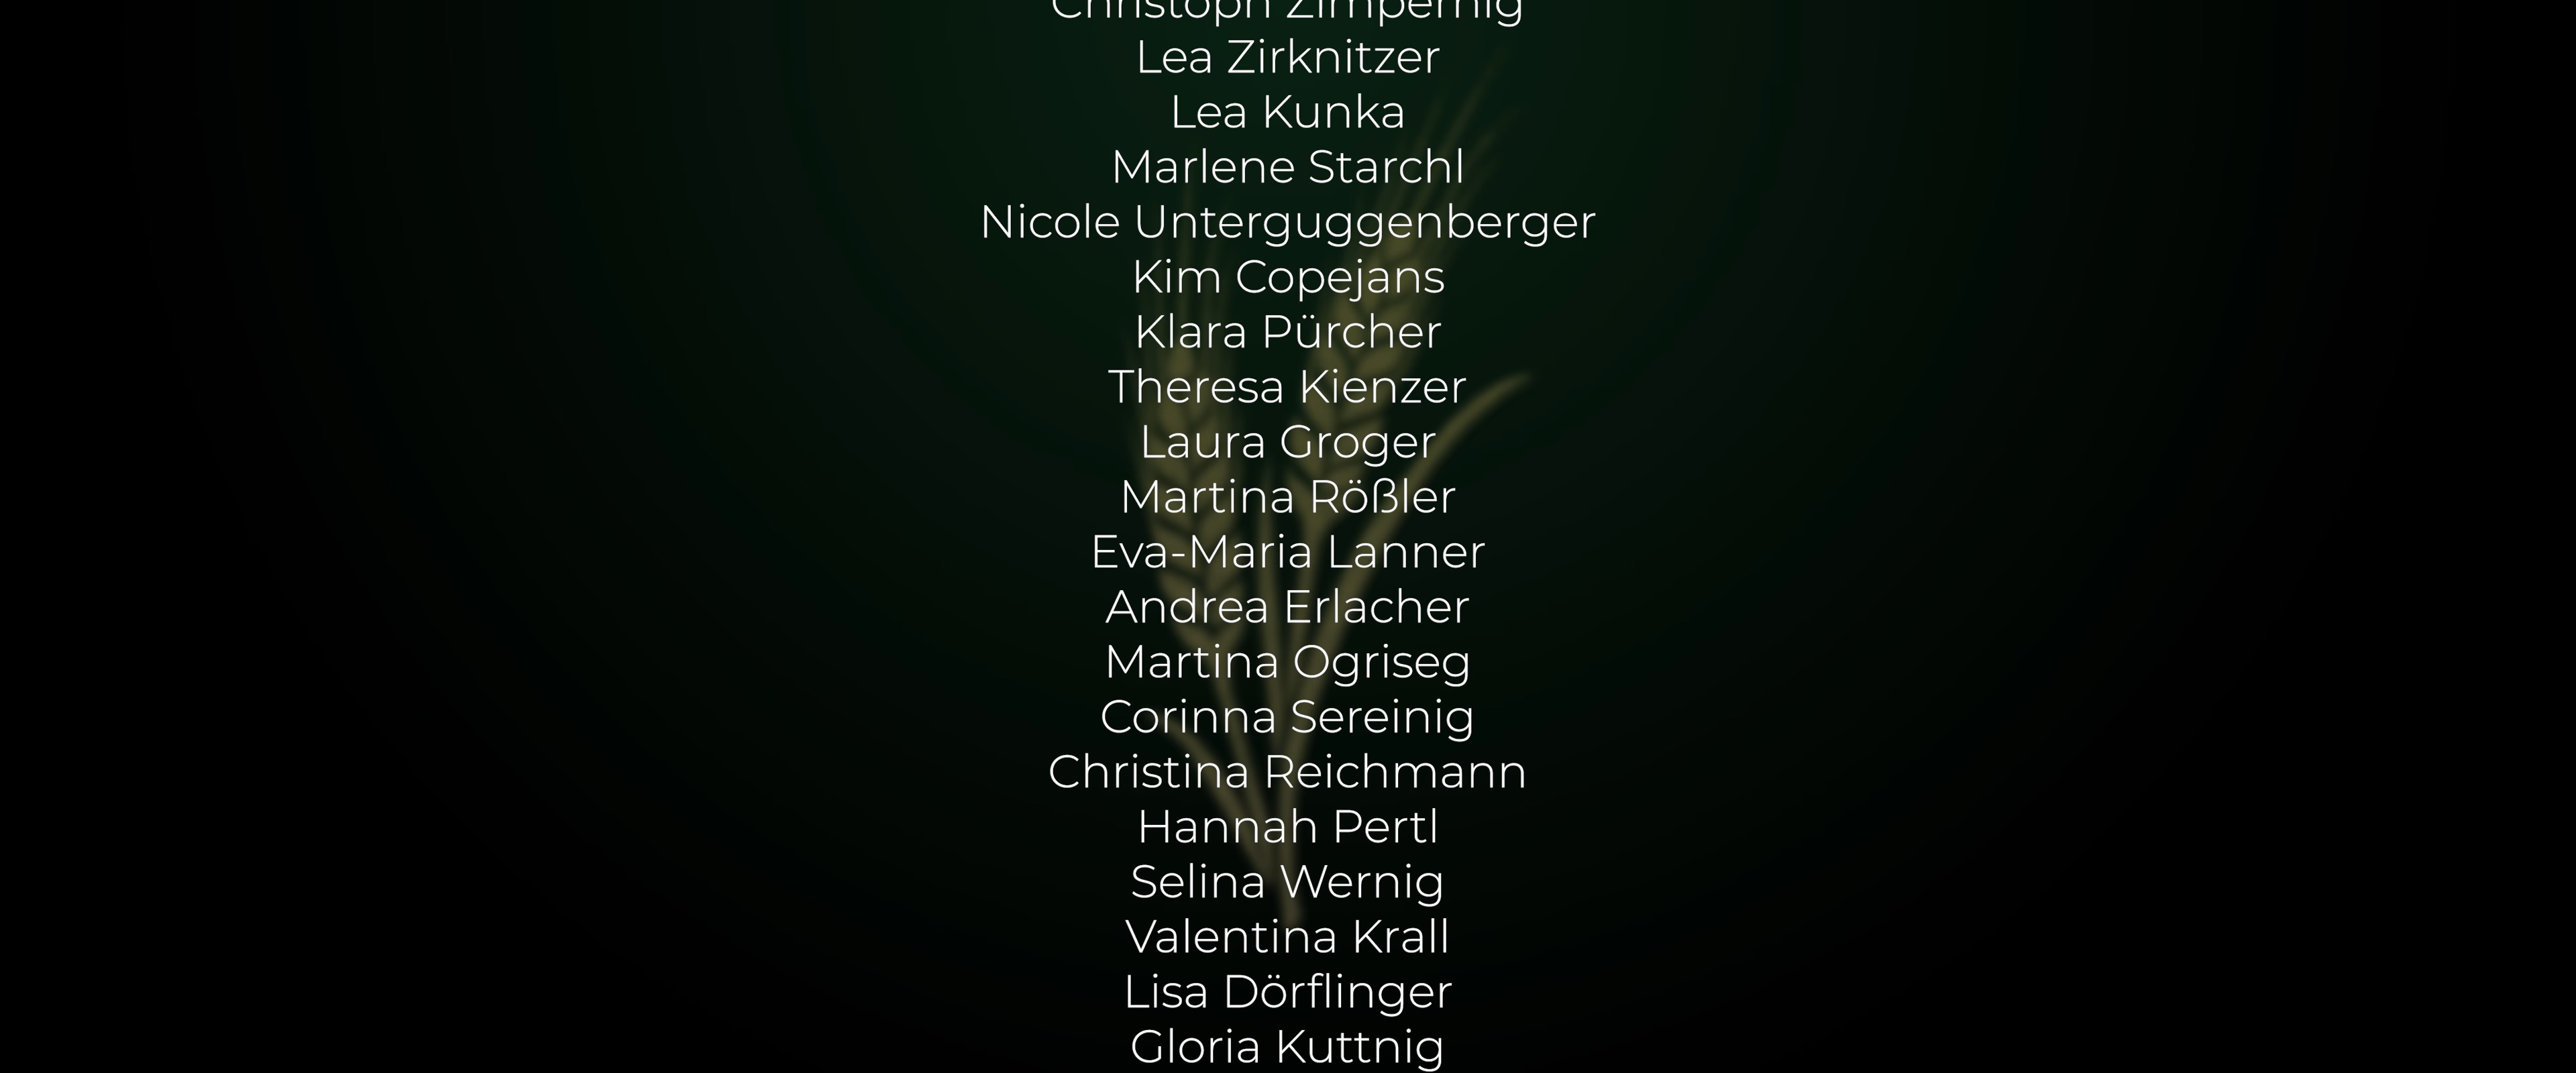 Christoph Zimpernig
Lea Zirknitzer
Lea Kunka
Marlene Starchl
Nicole Unterguggenberger
Kim Copejans
Klara Pürcher
Theresa Kienzer
Laura Groger
Martina Rößler
Eva-Maria Lanner
Andrea Erlacher
Martina Ogriseg
Corinna Sereinig
Christina Reichmann
Hannah Pertl
Selina Wernig
Valentina Krall
Lisa Dörflinger
Gloria Kuttnig